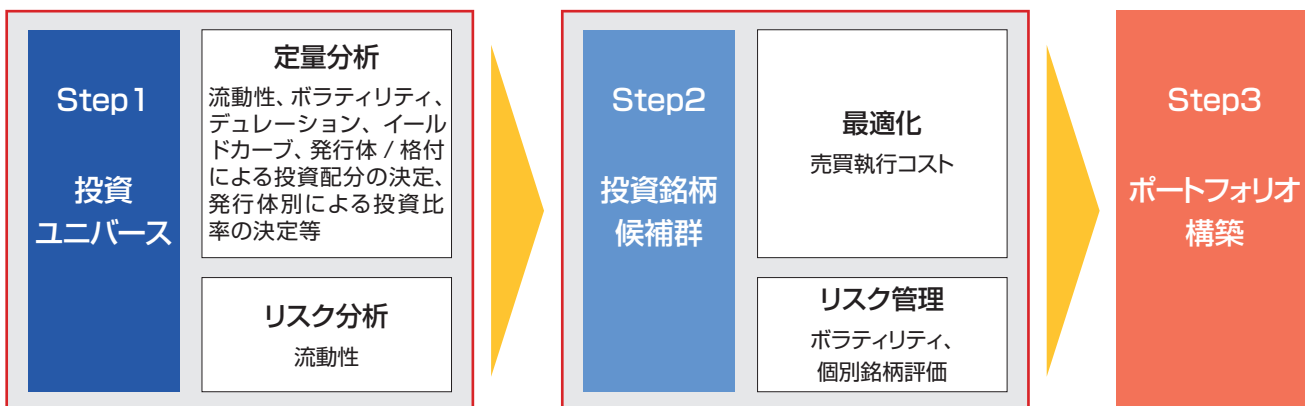 Step1
投資
ユニバース
定量分析
流動性、ボラティリティ、
デュレーション、イール
ドカーブ、発行体 / 格付
による投資配分の決定、
発行体別による投資比
率の決定等
リスク分析
流動性
Step2
投資銘柄
候補群
最適化
売買執行コスト
リスク管理
ボラティリティ、
個別銘柄評価
Step3
ポートフォリオ
構築